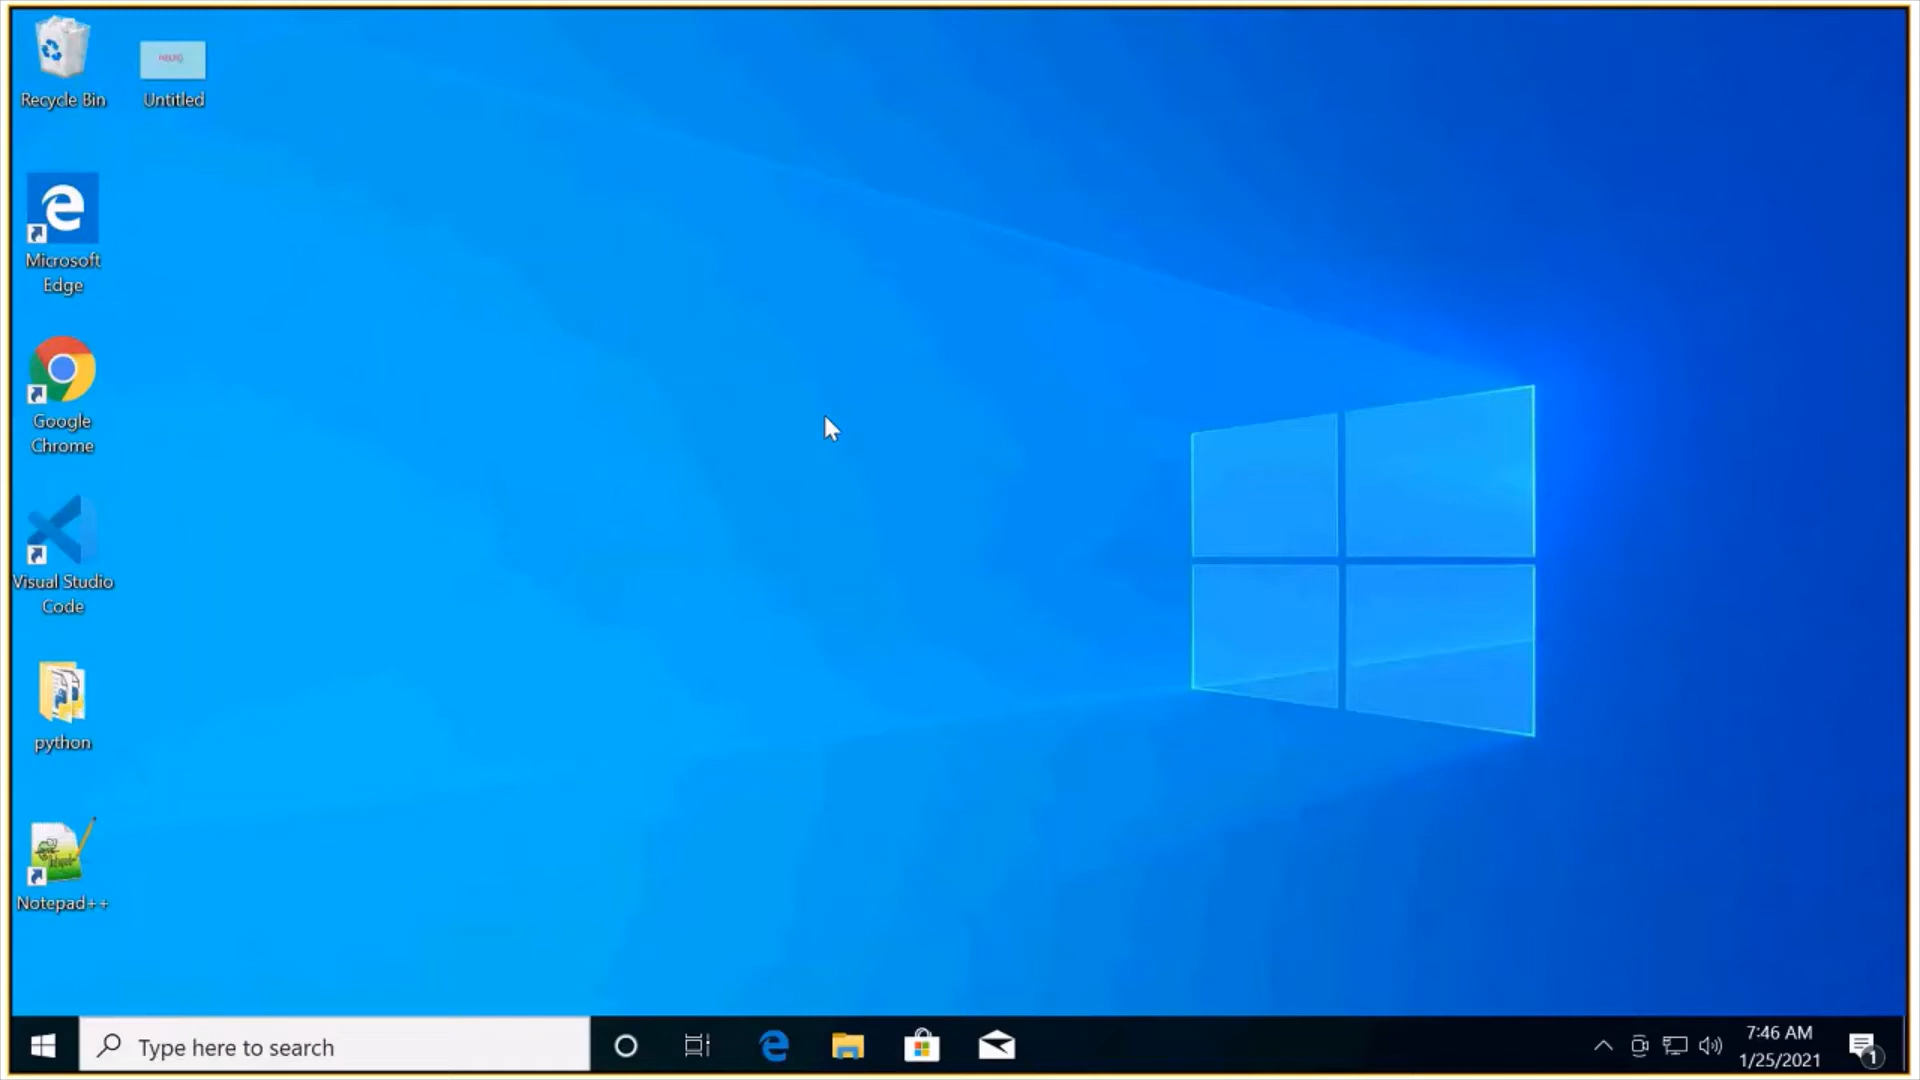 Recycle Bin
Untitled
Microsoft
Edge
Google
Chrome
Visual Studio
Code
python
Notepad++
Type here to search
7:46 AM
1/25/2021
1